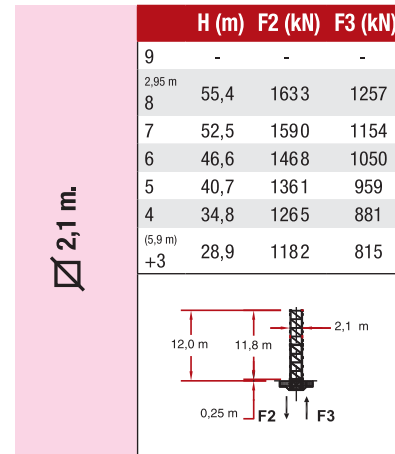 H (m) F2 (kN) F3 (kN)
9 - - -
2,95 m
8 55,4 1633 1257
7 52,5 1590 1154
6 46,6 1468 1050
5 40,7 1361 959
4 34,8 1265 881
(5,9 m)
+3 28,9 1182 815
2,1 m.
2,1 m
12,0 m 11,8 m
0,25 m F2 F3